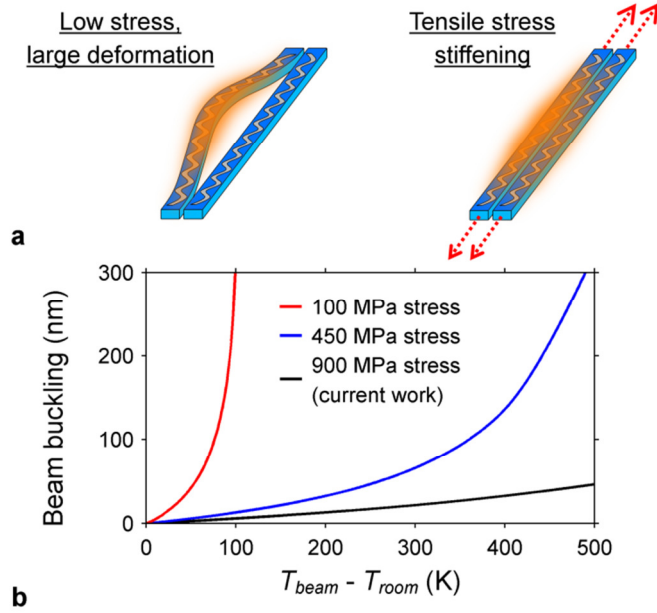 Low stress,
large deformation
Tensile stress
stiffening
a
300
200
100
0
Beam buckling (nm)
100 MPa stress
450 MPa stress
900 MPa stress
(current work)
0 100 200 300 400 500
T_beam - T_room (K)
b